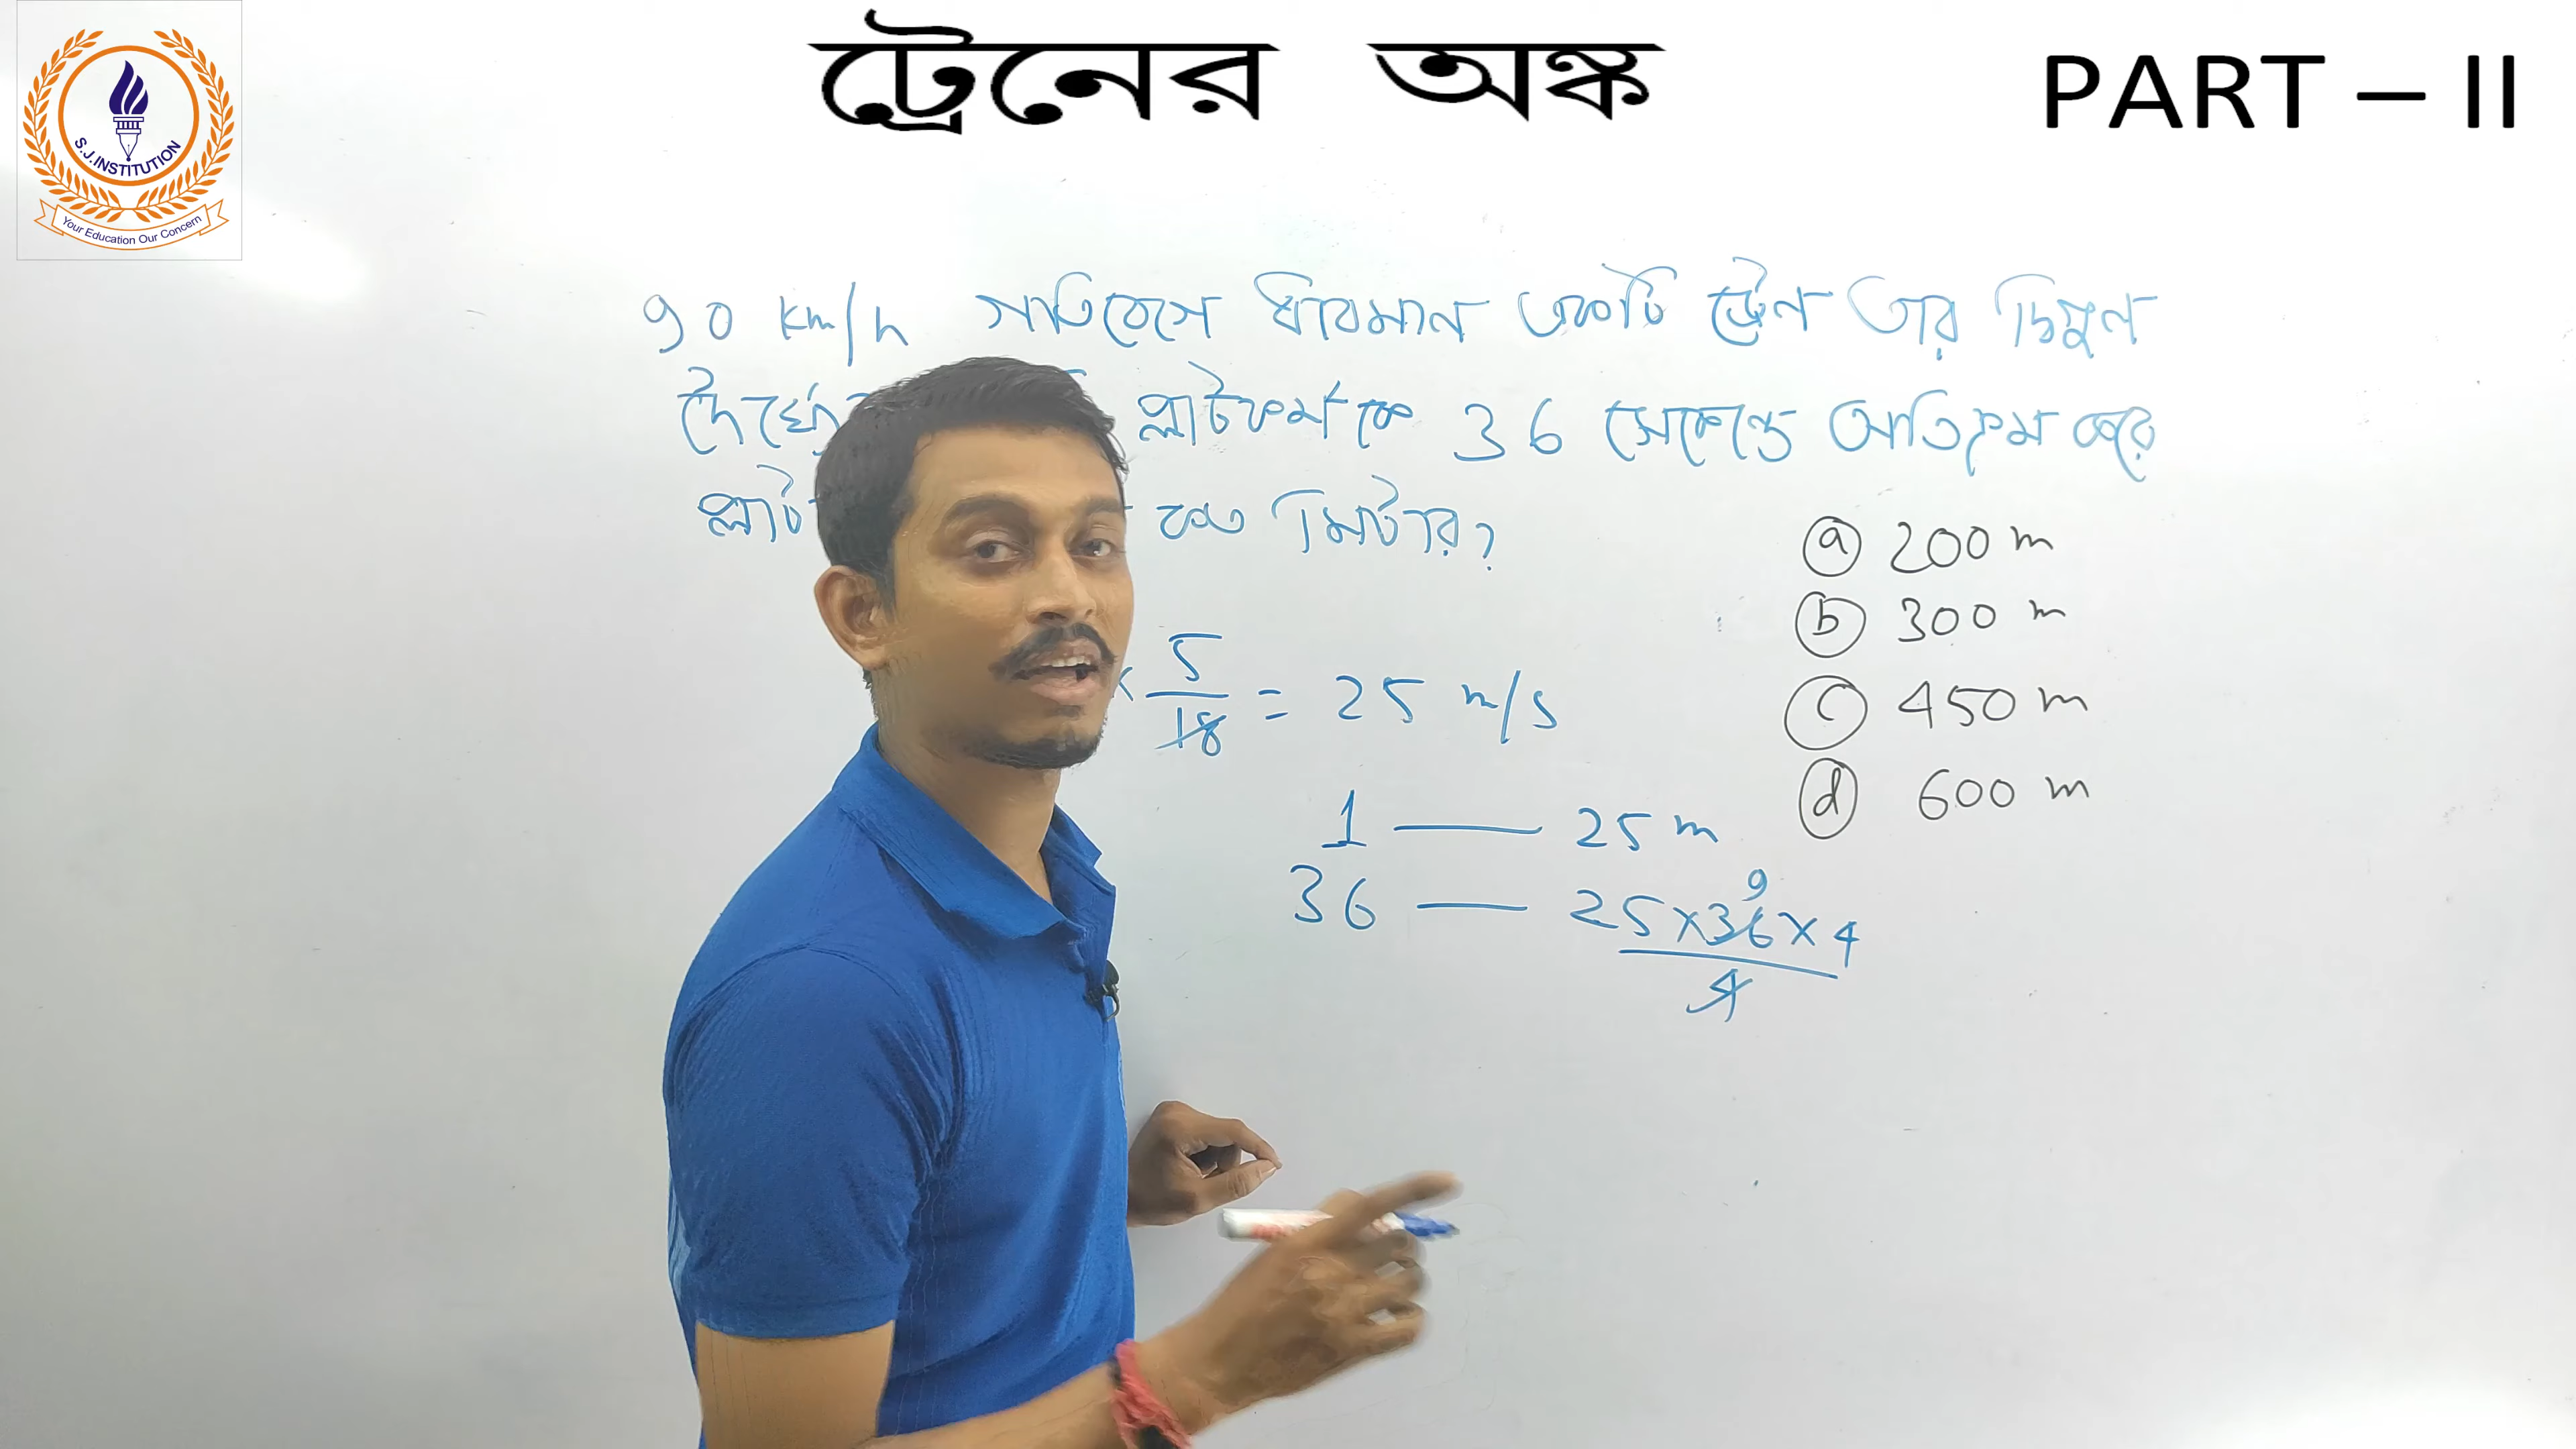 ট্রেনের অঙ্ক
PART – II
S.J.INSTITUTION
Your Education Our Concern
90 km/h গতিবেগে ধাবমান একটি ট্রেন তার দ্বিগুণ
প্লাটফর্মকে 36 সেকেন্ডে অতিক্রম করে
কত মিটার?
ⓐ 200 m
ⓑ 300 m
ⓒ 450 m
ⓓ 600 m
× 5/18 = 25 m/s
1 — 25 m
9
36 — 25×36×4
4